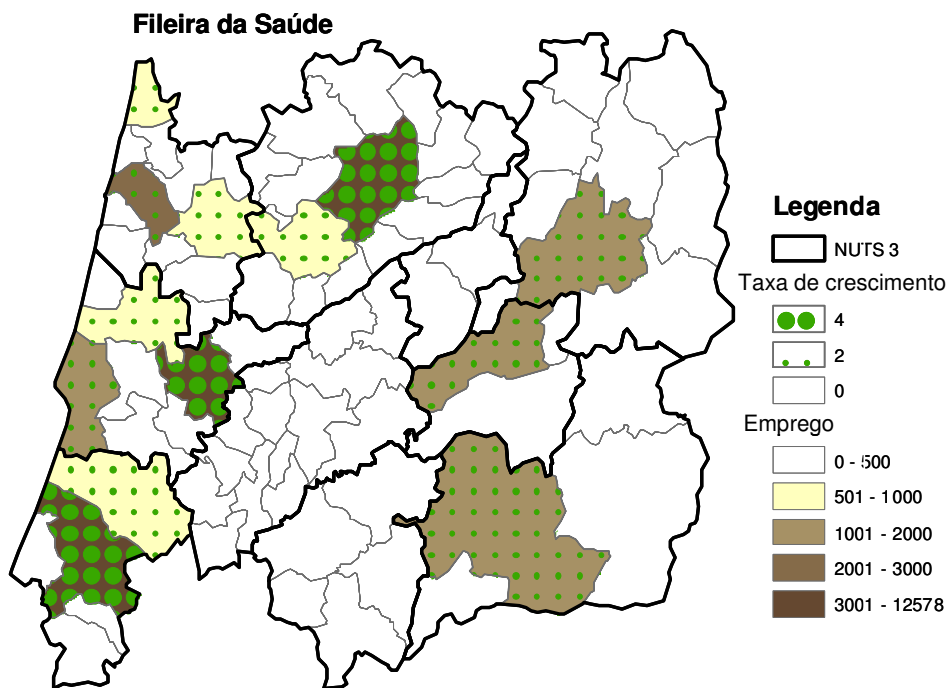 Fileira da Saúde
Legenda
NUTS 3
Taxa de crescimento
4
2
0
Emprego
0 - 500
501 - 1000
1001 - 2000
2001 - 3000
3001 - 12578